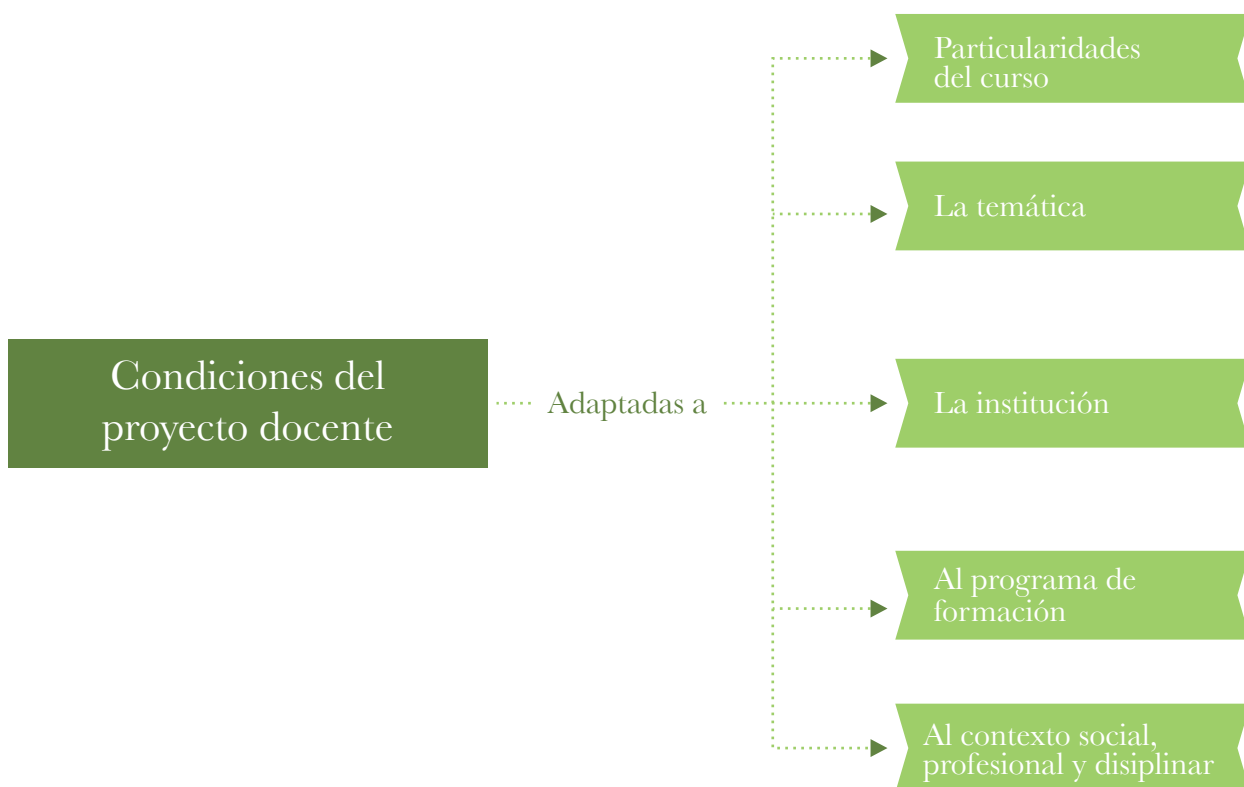 Particularidades
del curso
La temática
Condiciones del
proyecto docente
Adaptadas a
La institución
Al programa de
formación
Al contexto social,
profesional y disiplinar